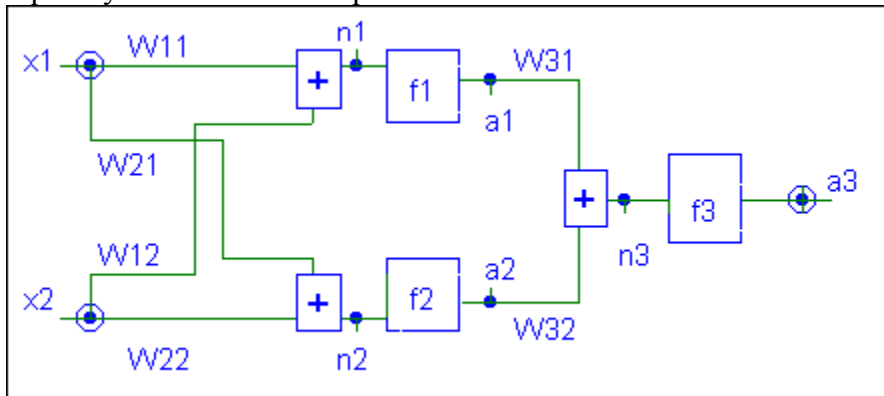 x1 W11 n1 f1 W31
+
a1
W21
+ f3 a3
W12 n3
x2 + f2 a2
W22 n2 W32